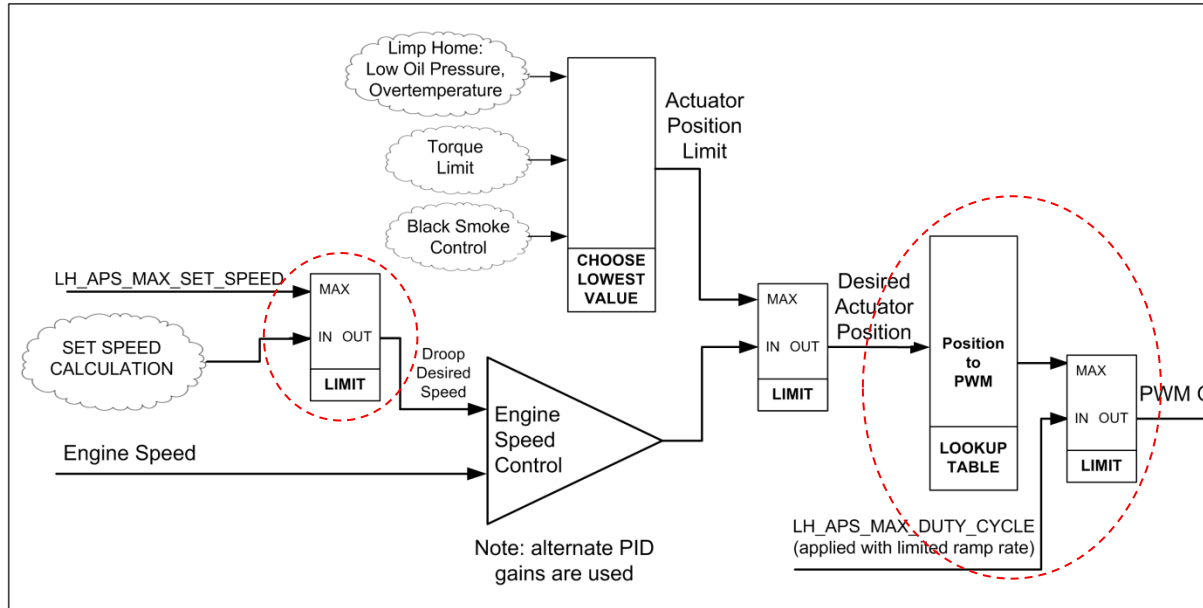 Limp Home:
Low Oil Pressure,
Overtemperature
Torque
Limit
Black Smoke
Control
CHOOSE
LOWEST
VALUE
Actuator
Position
Limit
LH_APS_MAX_SET_SPEED
MAX
IN OUT
LIMIT
SET SPEED
CALCULATION
Droop
Desired
Speed
Engine Speed
Engine
Speed
Control
Note: alternate PID
gains are used
MAX
IN OUT
LIMIT
Desired
Actuator
Position
Position
to
PWM
LOOKUP
TABLE
MAX
IN OUT
LIMIT
PWM
LH_APS_MAX_DUTY_CYCLE
(applied with limited ramp rate)